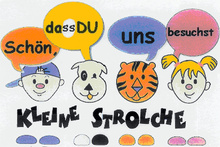 Schön,
dassDU
uns
besuchst
KLEINE STROLCHE